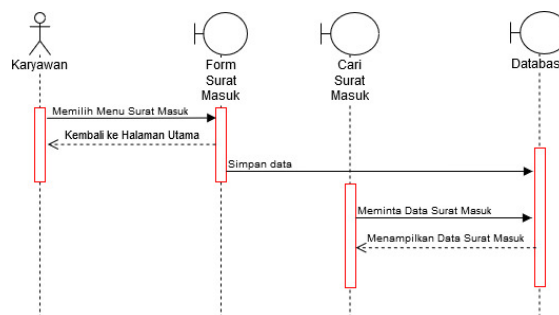 Karyawan
Form
Surat
Masuk
Cari
Surat
Masuk
Databas
Memilih Menu Surat Masuk
Kembali ke Halaman Utama
Simpan data
Meminta Data Surat Masuk
Menampilkan Data Surat Masuk